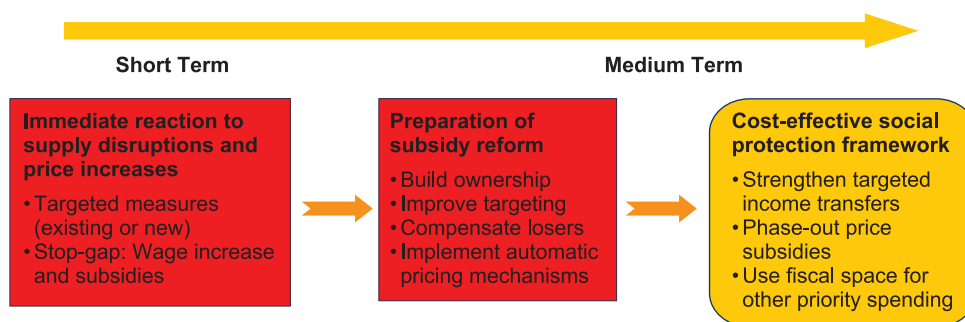 Short Term
Medium Term
Immediate reaction to
supply disruptions and
price increases
• Targeted measures
(existing or new)
• Stop-gap: Wage increase
and subsidies
Preparation of
subsidy reform
• Build ownership
• Improve targeting
• Compensate losers
• Implement automatic
pricing mechanisms
Cost-effective social
protection framework
• Strengthen targeted
income transfers
• Phase-out price
subsidies
• Use fiscal space for
other priority spending